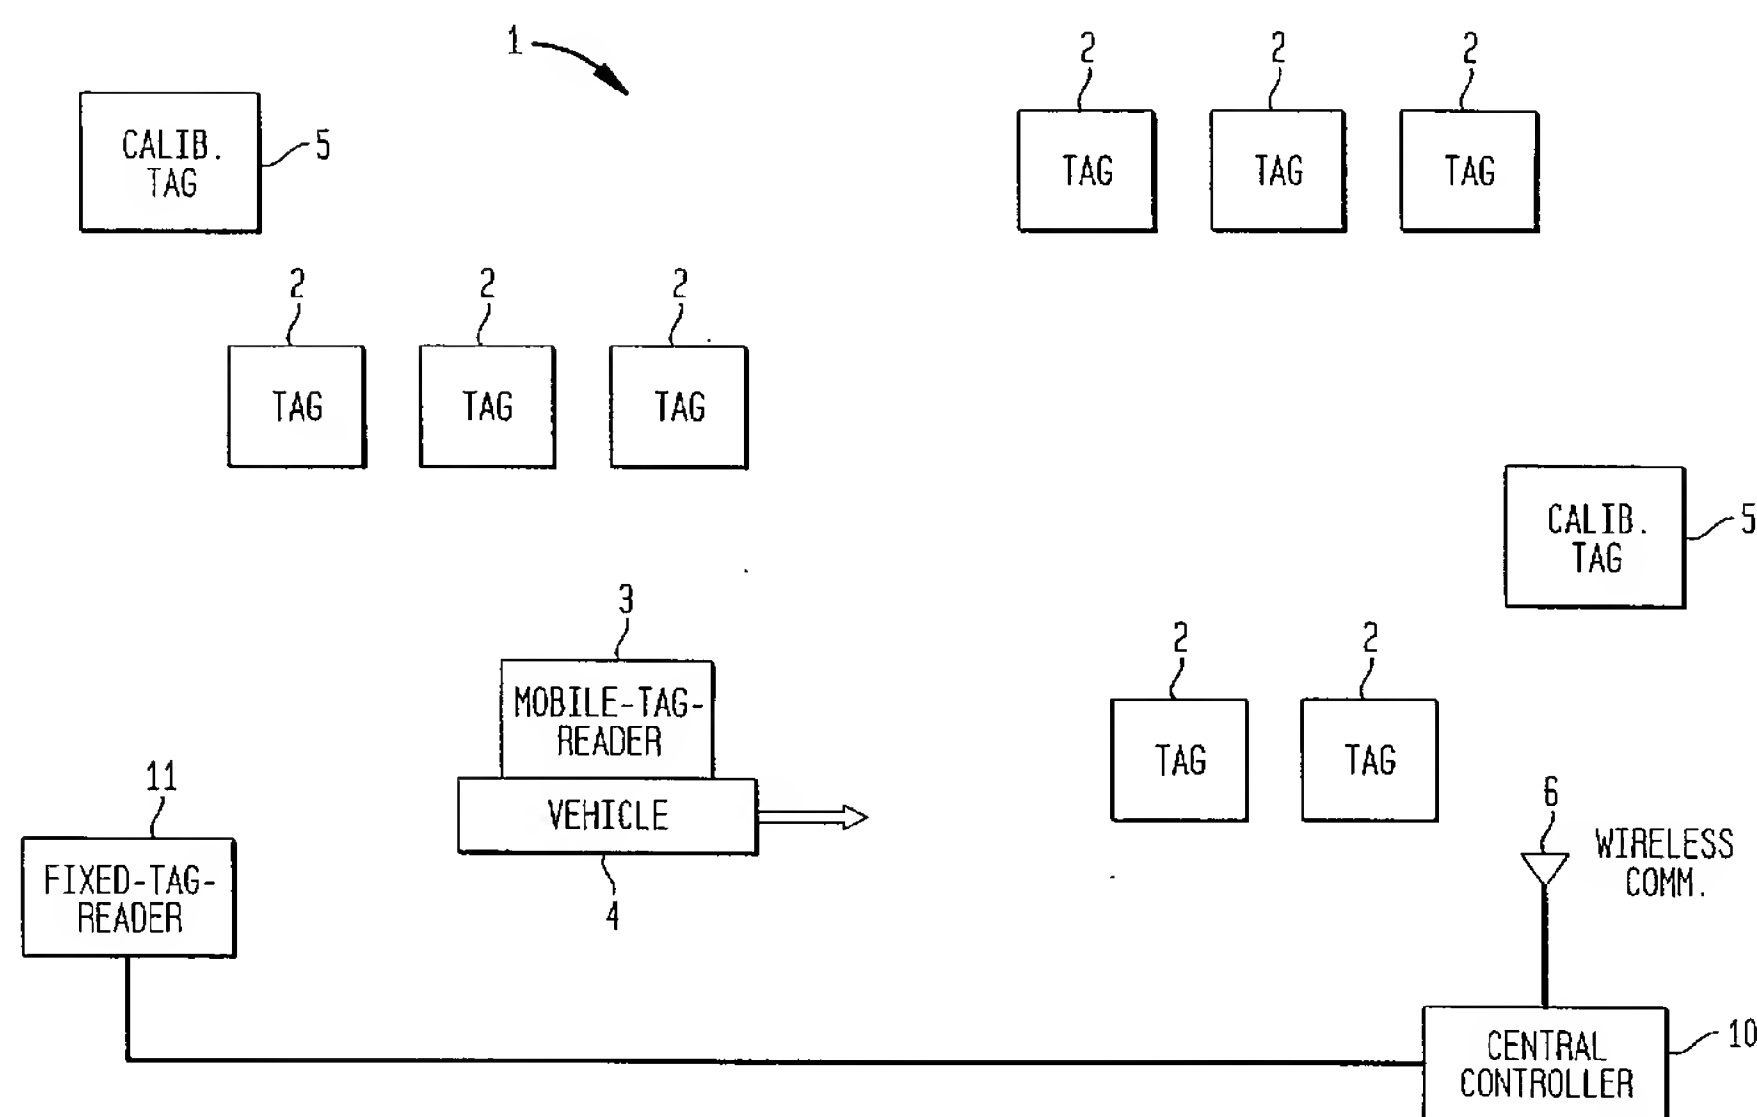 1
2 2 2
CALIB.
TAG
5
TAG TAG TAG
2 2 2
TAG TAG TAG
CALIB.
TAG
5
3
MOBILE-TAG-
READER
2 2
TAG TAG
VEHICLE
4
11
FIXED-TAG-
READER
6
WIRELESS
COMM.
CENTRAL
CONTROLLER
10